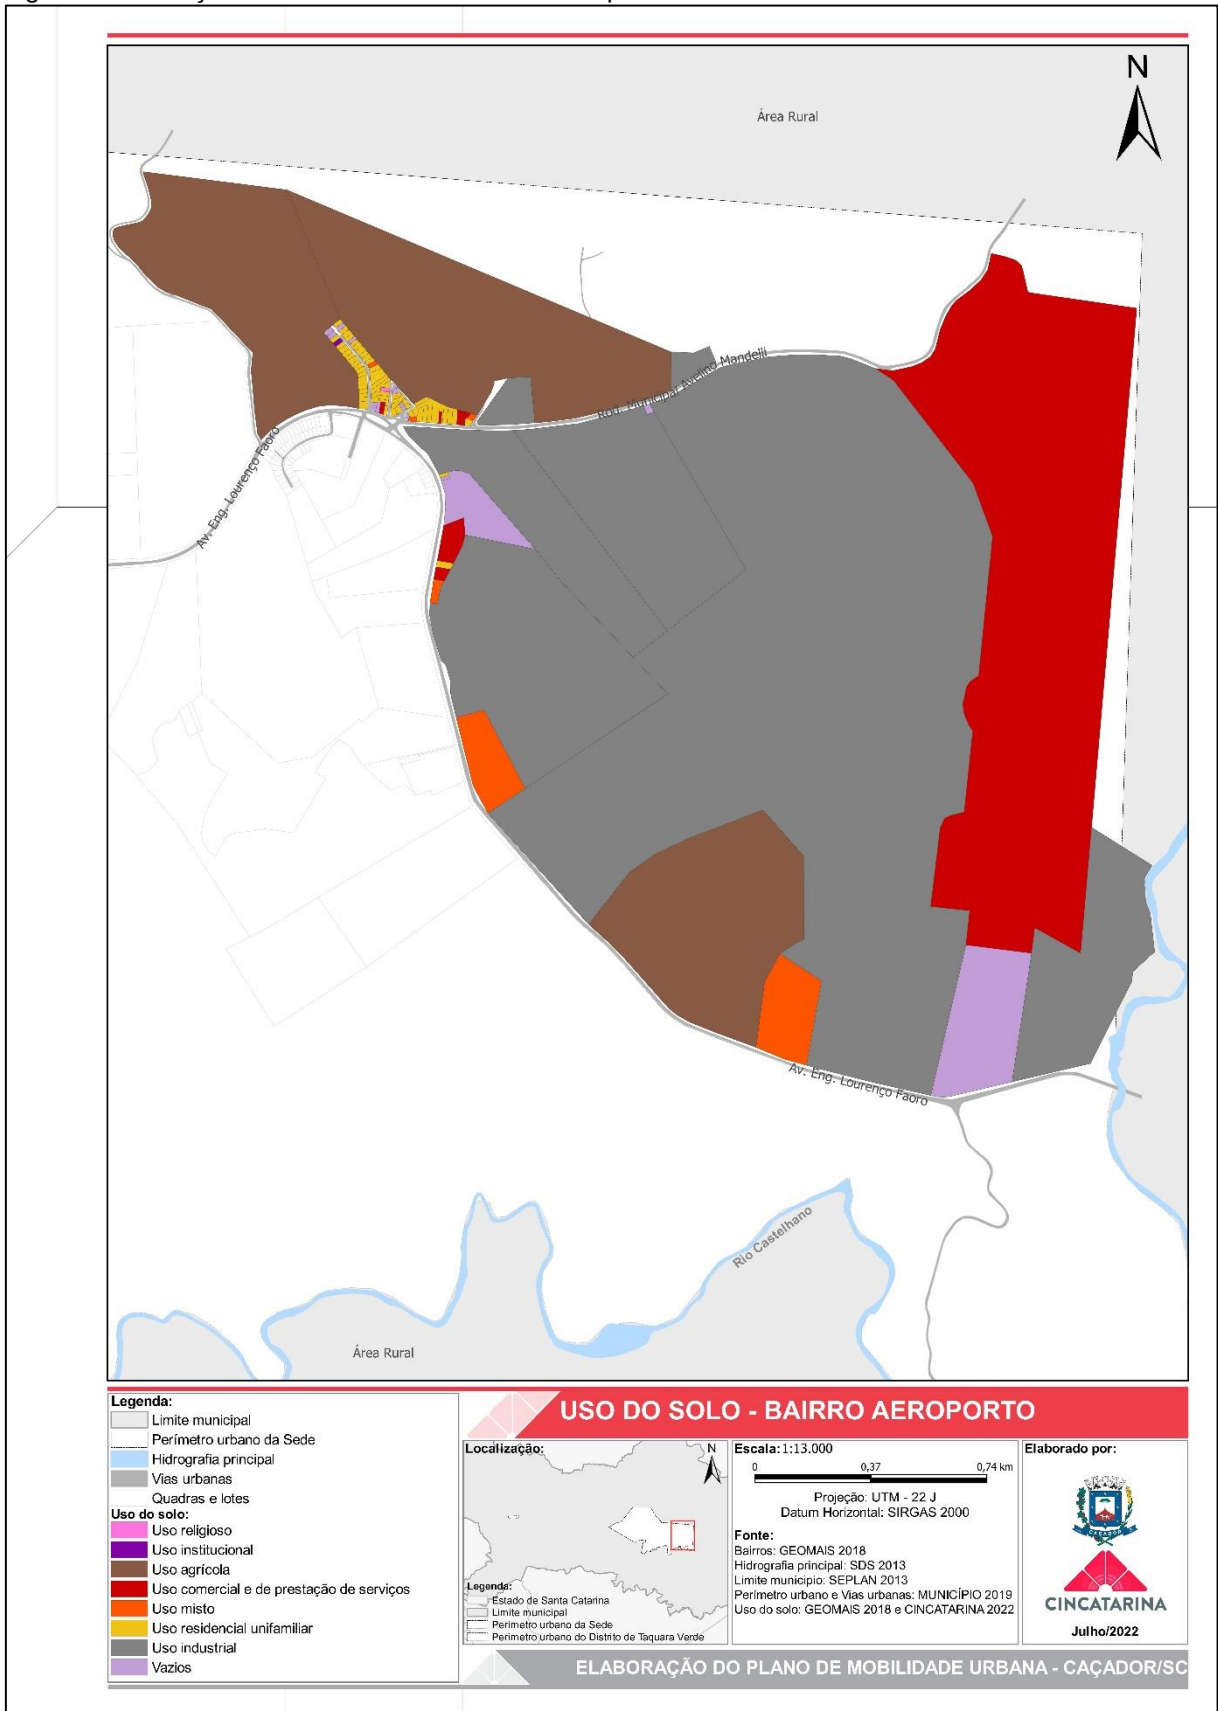 N
Área Rural
Rod. Municipal Avelino Mandelli
Av. Eng. Lourenço Faoro
Av. Eng. Lourenço Faoro
Rio Castelhano
Área Rural
Legenda:
Limite municipal
Perímetro urbano da Sede
Hidrografia principal
Vias urbanas
Quadras e lotes
Uso do solo:
Uso religioso
Uso institucional
Uso agrícola
Uso comercial e de prestação de serviços
Uso misto
Uso residencial unifamiliar
Uso industrial
Vazios
USO DO SOLO - BAIRRO AEROPORTO
Localização:
N
Legenda:
Estado de Santa Catarina
Limite municipal
Perímetro urbano da Sede
Perímetro urbano do Distrito de Taquara Verde
Escala: 1:13.000
0 0,37 0,74 km
Projeção: UTM - 22 J
Datum Horizontal: SIRGAS 2000
Fonte:
Bairros: GEOMAIS 2018
Hidrografia principal: SDS 2013
Limite municipio: SEPLAN 2013
Perímetro urbano e Vias urbanas: MUNICÍPIO 2019
Uso do solo: GEOMAIS 2018 e CINCATARINA 2022
Elaborado por:
CAÇADOR
CINCATARINA
Julho/2022
ELABORAÇÃO DO PLANO DE MOBILIDADE URBANA - CAÇADOR/SC